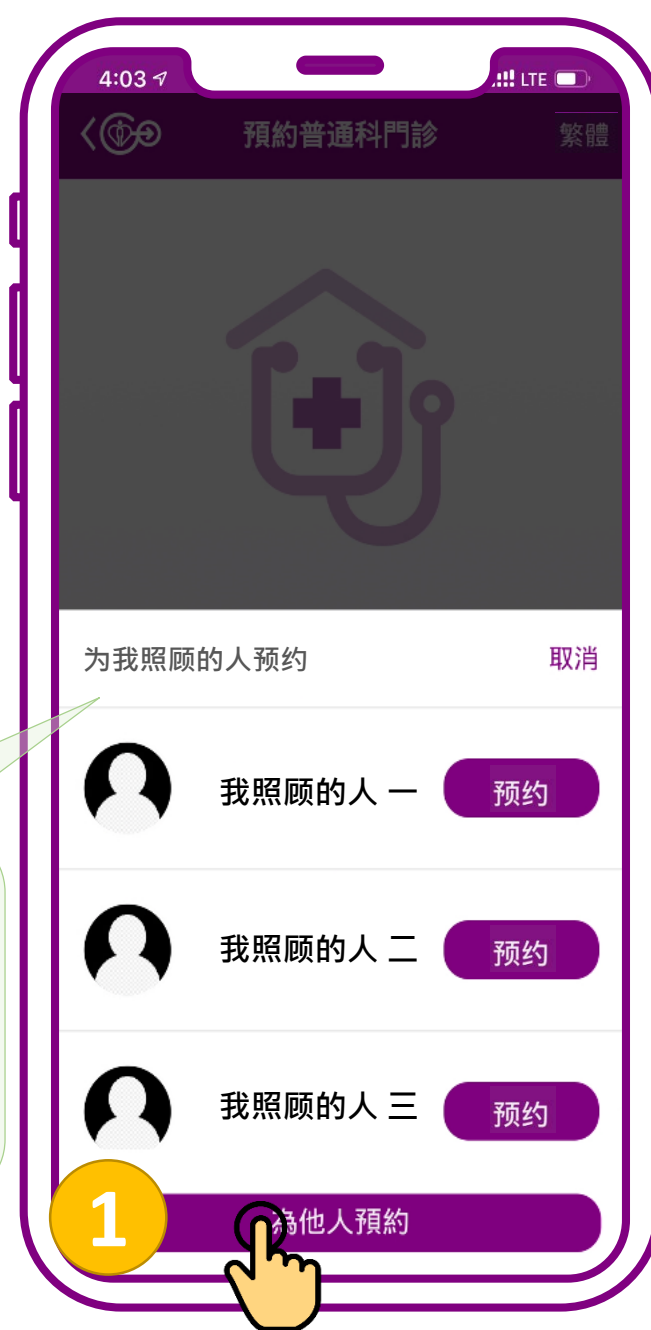 4:03
LTE
預約普通科門診
繁體
为我照顾的人预约
取消
我照顾的人 一
预约
我照顾的人 二
预约
我照顾的人 三
预约
1
為他人預約